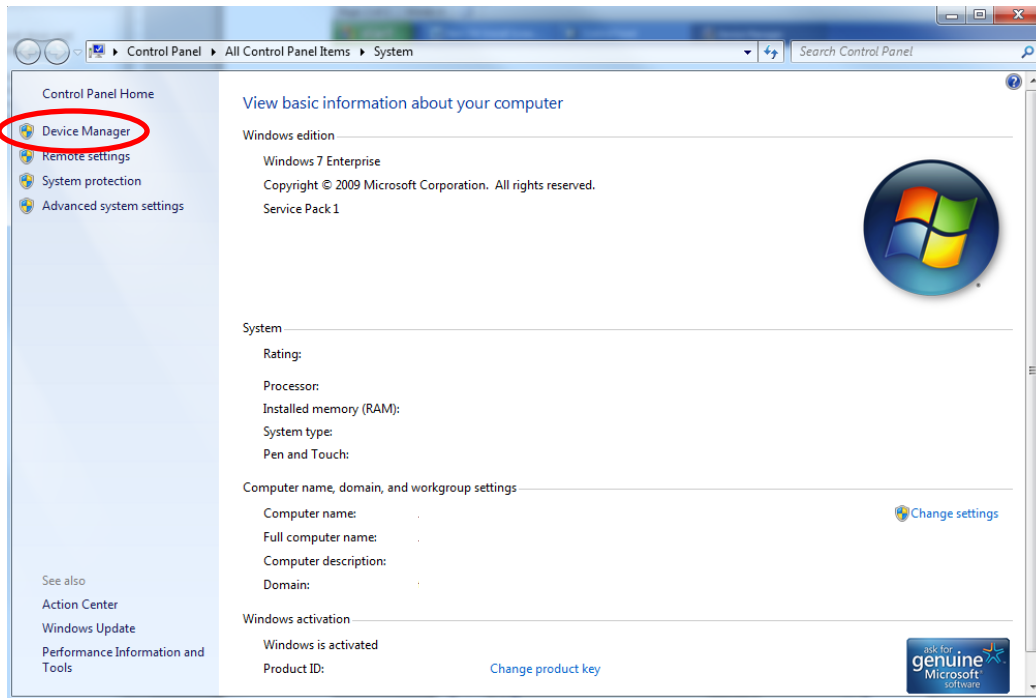 Control Panel ▸ All Control Panel Items ▸ System
Search Control Panel
Control Panel Home
Device Manager
Remote settings
System protection
Advanced system settings
See also
Action Center
Windows Update
Performance Information and
Tools
View basic information about your computer
Windows edition
Windows 7 Enterprise
Copyright © 2009 Microsoft Corporation. All rights reserved.
Service Pack 1
System
Rating:
Processor:
Installed memory (RAM):
System type:
Pen and Touch:
Computer name, domain, and workgroup settings
Computer name:
Change settings
Full computer name:
Computer description:
Domain:
Windows activation
Windows is activated
Product ID:
Change product key
ask for
genuine
Microsoft
software